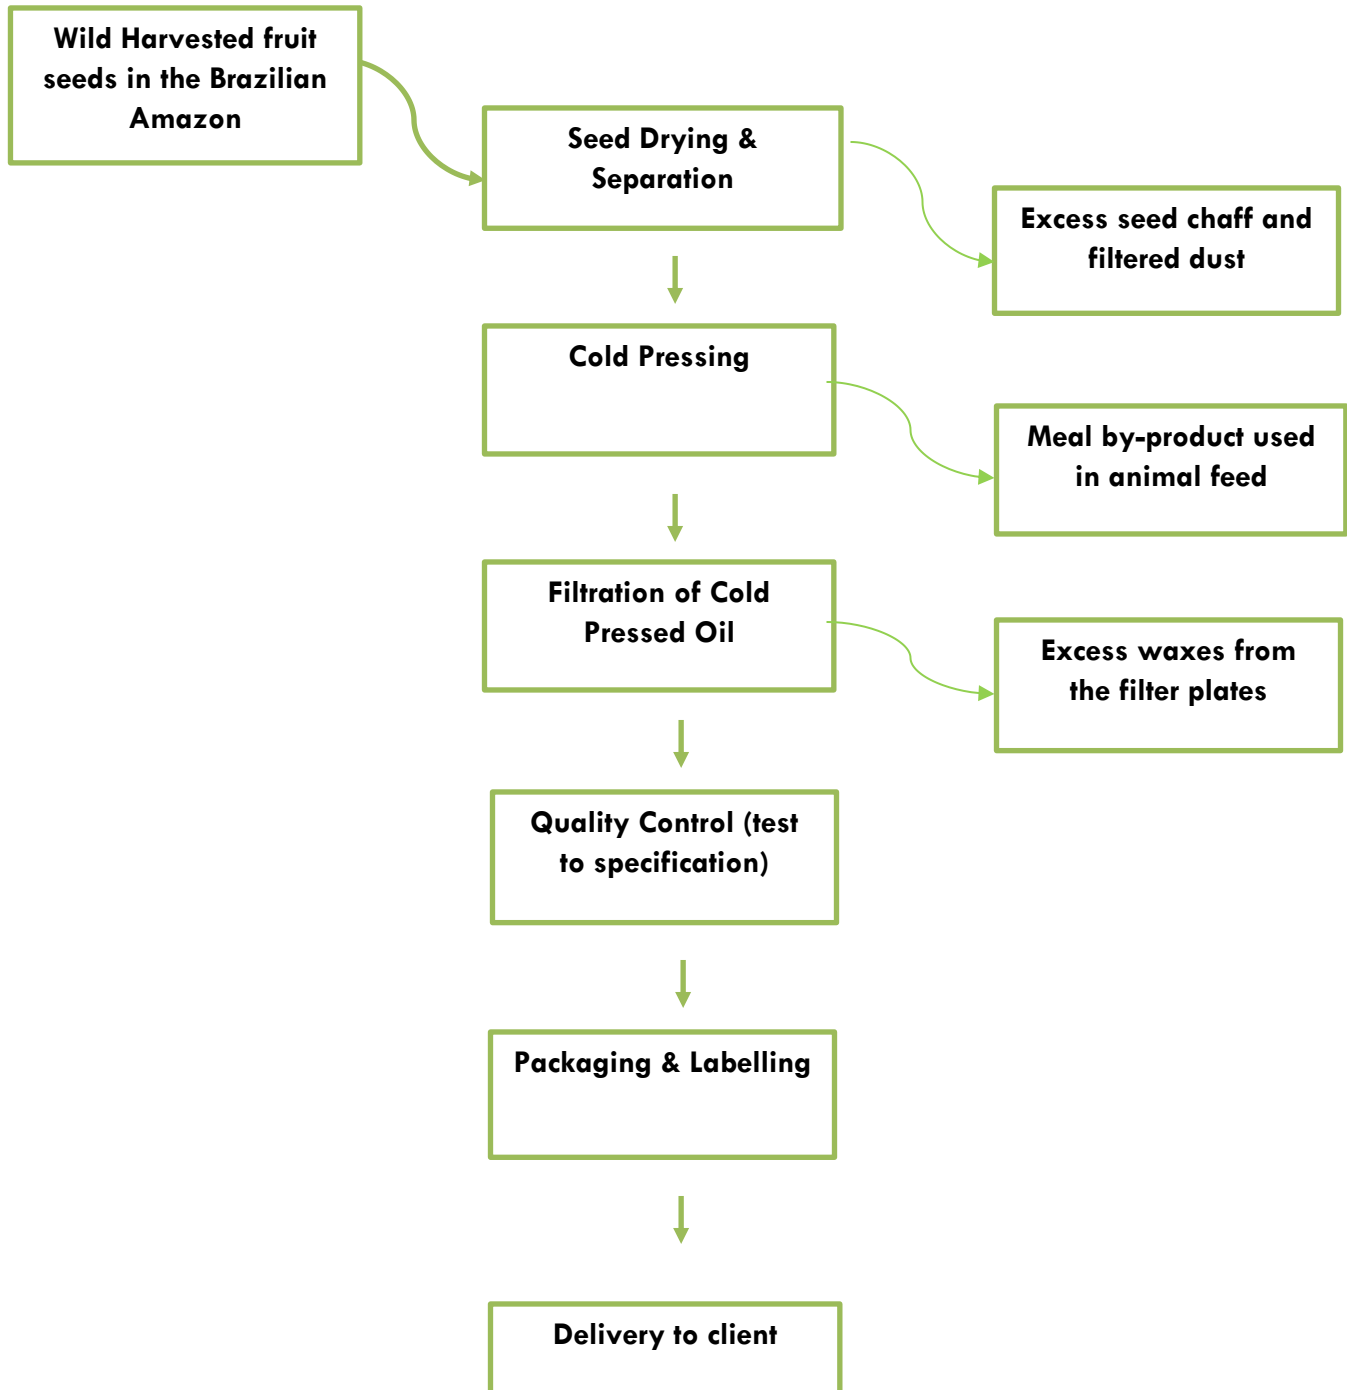 Wild Harvested fruit
seeds in the Brazilian
Amazon
Seed Drying &
Separation
Excess seed chaff and
filtered dust
Cold Pressing
Meal by-product used
in animal feed
Filtration of Cold
Pressed Oil
Excess waxes from
the filter plates
Quality Control (test
to specification)
Packaging & Labelling
Delivery to client